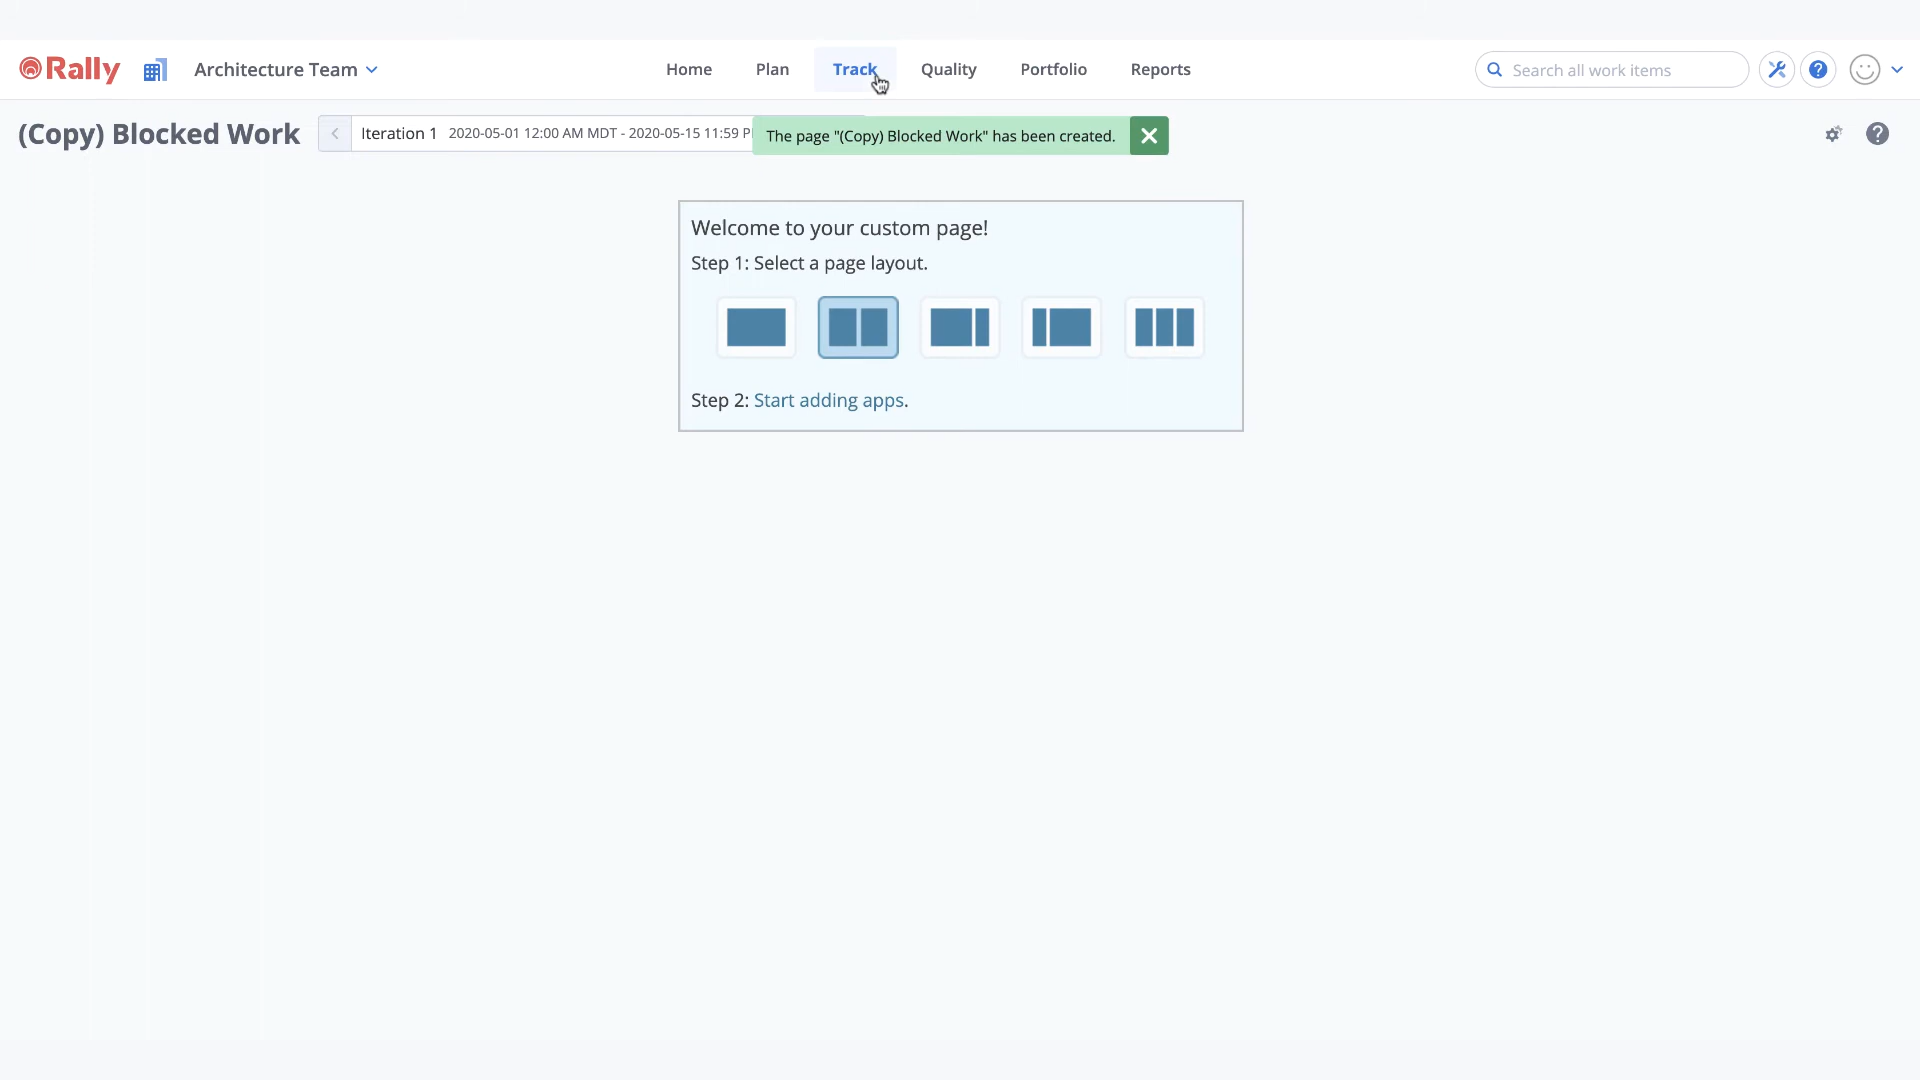 Rally
Architecture Team
Home
Plan
Track
Quality
Portfolio
Reports
Search all work items
(Copy) Blocked Work
Iteration 1 2020-05-01 12:00 AM MDT - 2020-05-15 11:59
The page "(Copy) Blocked Work" has been created.
Welcome to your custom page!
Step 1: Select a page layout.
Step 2: Start adding apps.